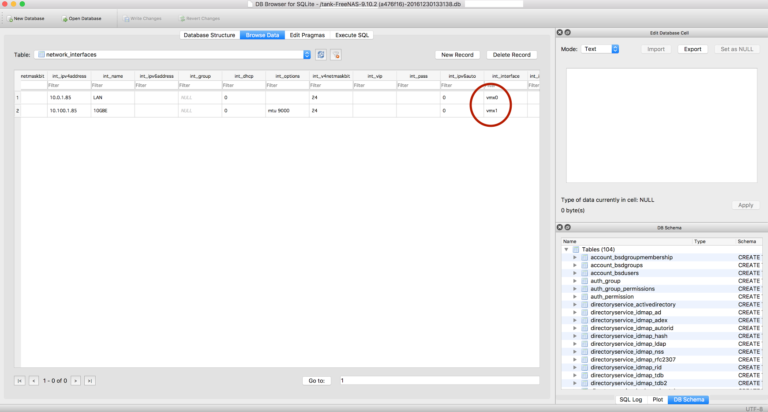 DB Browser for SQLite - /tank-FreeNAS-9.10.2 (a476f16)-20161230133138.db
New Database Open Database Write Changes Revert Changes
Database Structure Browse Data Edit Pragmas Execute SQL
Table: network_interfaces New Record Delete Record
netmaskbit int_ipv4address int_name int_ipv6address int_group int_dhcp int_options int_v4netmaskbit int_vip int_pass int_ipv6auto int_interface
Filter Filter Filter Filter Filter Filter Filter Filter Filter Filter Filter Filter
1 10.0.1.85 LAN NULL 0 24 0 vmx0
2 10.100.1.85 10GBE NULL 0 mtu 9000 24 0 vmx1
1 - 0 of 0 Go to: 1
Edit Database Cell
Mode: Text Import Export Set as NULL
Type of data currently in cell: NULL
0 byte(s)
Apply
DB Schema
Name Type Schema
Tables (104)
account_bsdgroupmembership CREATE
account_bsdgroups CREATE
account_bsdusers CREATE
auth_group CREATE
auth_group_permissions CREATE
auth_permission CREATE
directoryservice_activedirectory CREATE
directoryservice_idmap_ad CREATE
directoryservice_idmap_adex CREATE
directoryservice_idmap_autorid CREATE
directoryservice_idmap_hash CREATE
directoryservice_idmap_ldap CREATE
directoryservice_idmap_nss CREATE
directoryservice_idmap_rfc2307 CREATE
directoryservice_idmap_rid CREATE
directoryservice_idmap_tdb CREATE
directoryservice_idmap_tdb2 CREATE
SQL Log Plot DB Schema
UTF-8